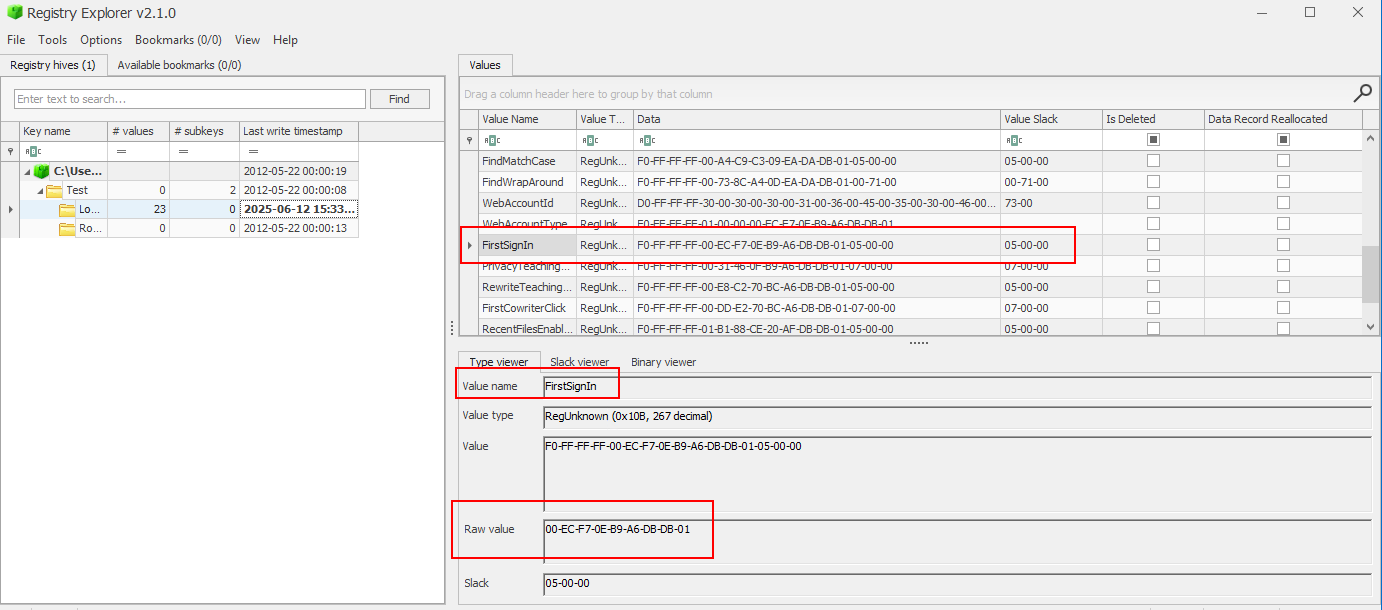 Registry Explorer v2.1.0
File Tools Options Bookmarks (0/0) View Help
Registry hives (1) Available bookmarks (0/0)
Enter text to search... Find
Key name # values # subkeys Last write timestamp
ABC = = =
C:\Use... 2012-05-22 00:00:19
Test 0 2 2012-05-22 00:00:08
Lo... 23 0 2025-06-12 15:33...
Ro... 0 0 2012-05-22 00:00:13
Values
Drag a column header here to group by that column
Value Name Value T... Data Value Slack Is Deleted Data Record Reallocated
ABC ABC ABC ABC
FindMatchCase RegUnk... F0-FF-FF-FF-00-A4-C9-C3-09-EA-DA-DB-01-05-00-00 05-00-00
FindWrapAround RegUnk... F0-FF-FF-FF-00-73-8C-A4-0D-EA-DA-DB-01-00-71-00 00-71-00
WebAccountId RegUnk... D0-FF-FF-FF-30-00-30-00-30-00-31-00-36-00-45-00-35-00-30-00-46-00... 73-00
WebAccountType RegUnk... F0-FF-FF-FF-01-00-00-00-EC-F7-0E-B9-A6-DB-DB-01
FirstSignIn RegUnk... F0-FF-FF-FF-00-EC-F7-0E-B9-A6-DB-DB-01-05-00-00 05-00-00
PrivacyTeaching... RegUnk... F0-FF-FF-FF-00-31-46-0F-B9-A6-DB-DB-01-07-00-00 07-00-00
RewriteTeaching... RegUnk... F0-FF-FF-FF-00-E8-C2-70-BC-A6-DB-DB-01-05-00-00 05-00-00
FirstCowriterClick RegUnk... F0-FF-FF-FF-00-DD-E2-70-BC-A6-DB-DB-01-07-00-00 07-00-00
RecentFilesEnabl... RegUnk... F0-FF-FF-FF-01-B1-88-CE-20-AF-DB-DB-01-05-00-00 05-00-00
Type viewer Slack viewer Binary viewer
Value name FirstSignIn
Value type RegUnknown (0x10B, 267 decimal)
Value F0-FF-FF-FF-00-EC-F7-0E-B9-A6-DB-DB-01-05-00-00
Raw value 00-EC-F7-0E-B9-A6-DB-DB-01
Slack 05-00-00